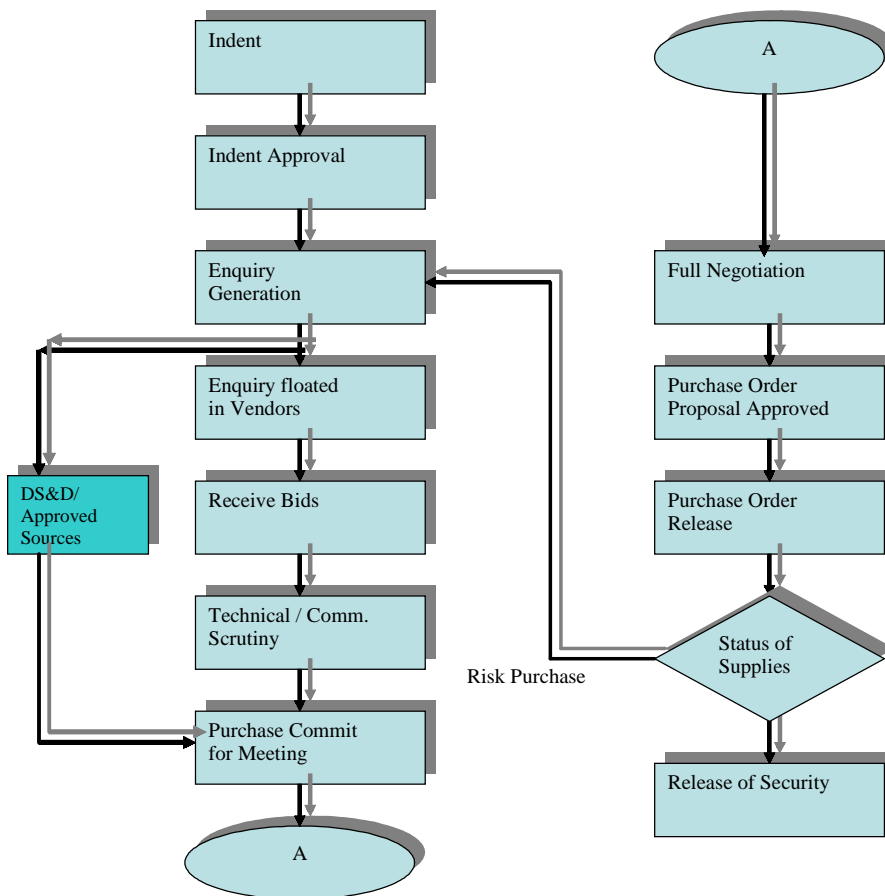 Indent
Indent Approval
Enquiry
Generation
Enquiry floated
in Vendors
DS&D/
Approved
Sources
Receive Bids
Technical / Comm.
Scrutiny
Purchase Commit
for Meeting
A
A
Full Negotiation
Purchase Order
Proposal Approved
Purchase Order
Release
Status of
Supplies
Risk Purchase
Release of Security